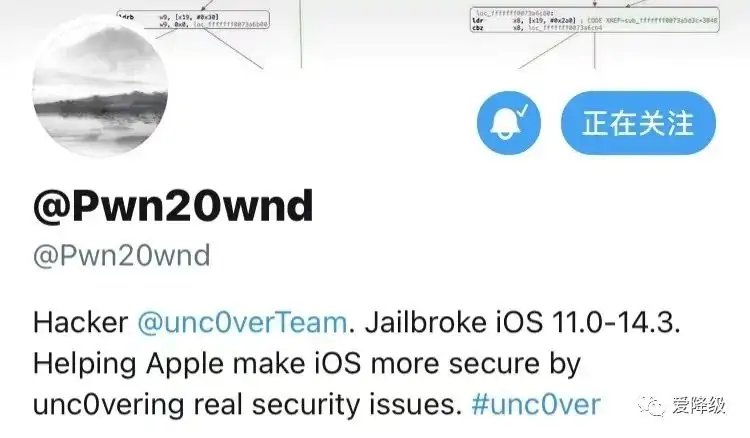 ldrb w9, [x19, #0x30]
loc_fffffff0073a6c80:
ldr x8, [x19, #0x2a0] ; CODE XREF=sub_fffffff0073a5d3c+3848
cbz x8, loc_fffffff0073a6cb4
正在关注
@Pwn20wnd
@Pwn20wnd
Hacker @unc0verTeam. Jailbroke iOS 11.0-14.3.
Helping Apple make iOS more secure by
unc0vering real security issues. #unc0ver
爱降级